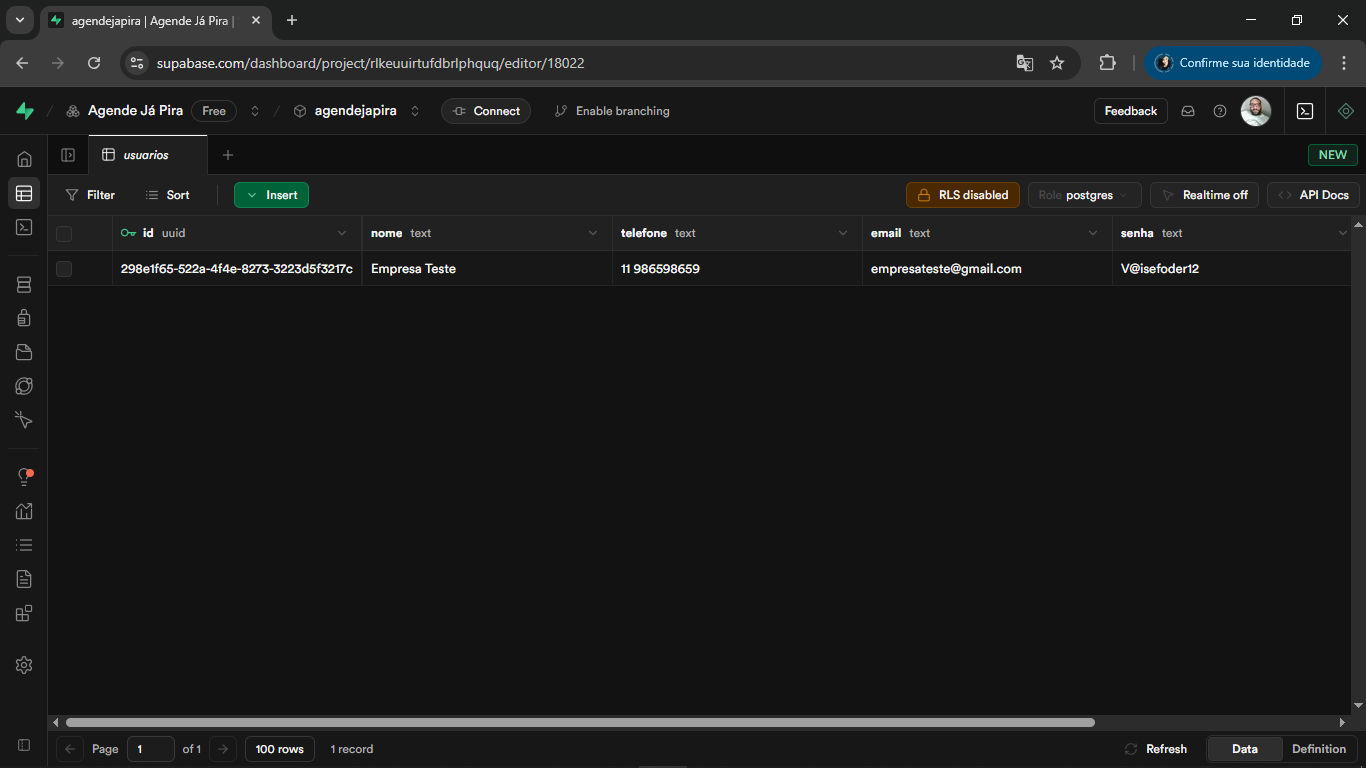 agendejapira | Agende Já Pira |
supabase.com/dashboard/project/rlkeuuirtufdbrlphquq/editor/18022
Confirme sua identidade
Agende Já Pira Free agendejapira Connect Enable branching Feedback
usuarios NEW
Filter Sort Insert RLS disabled Role postgres Realtime off API Docs
id uuid nome text telefone text email text senha text
298e1f65-522a-4f4e-8273-3223d5f3217c Empresa Teste 11 986598659 empresateste@gmail.com V@isefoder12
Page 1 of 1 100 rows 1 record Refresh Data Definition